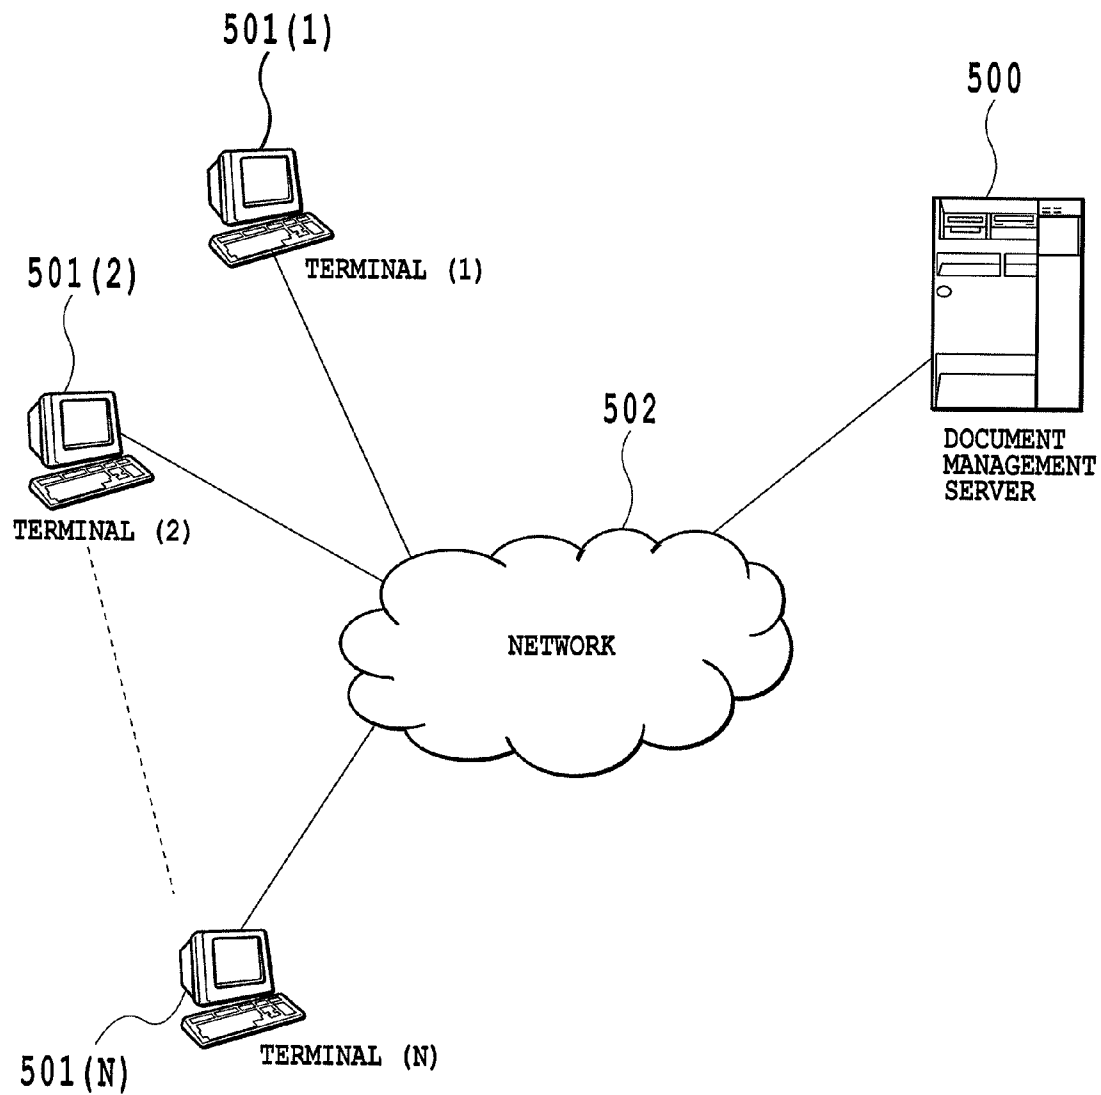 501(1)
500
TERMINAL (1)
501(2)
502
DOCUMENT
MANAGEMENT
SERVER
TERMINAL (2)
NETWORK
TERMINAL (N)
501(N)